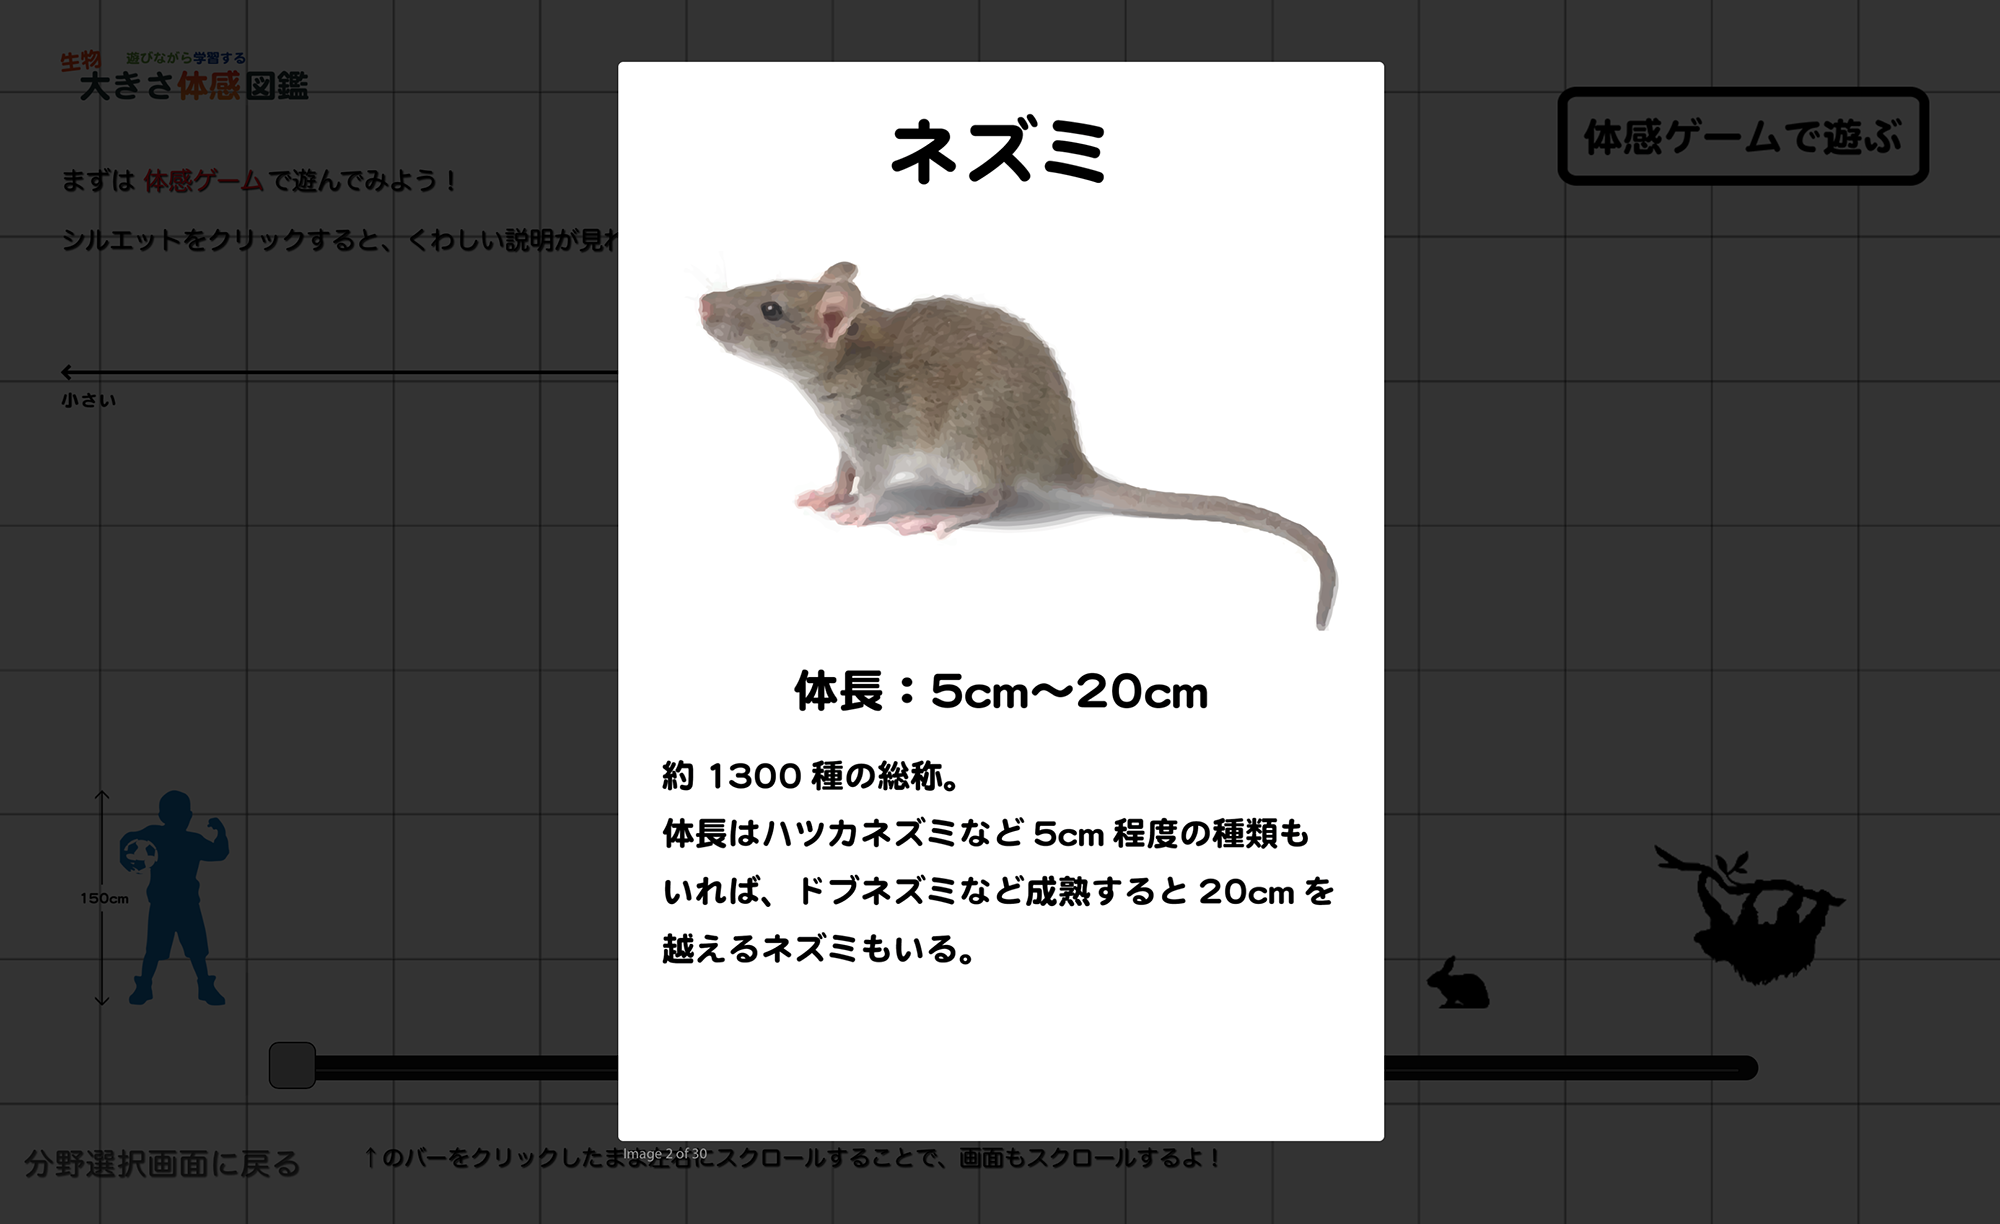 生物
遊びながら学習する
大きさ体感図鑑
体感ゲームで遊ぶ
まずは 体感ゲーム で遊んでみよう！
シルエットをクリックすると、くわしい説明が見れ
小さい
ネズミ
体長：5cm～20cm
約 1300 種の総称。
体長はハツカネズミなど 5cm 程度の種類も
いれば、ドブネズミなど成熟すると 20cm を
越えるネズミもいる。
150cm
Image 2 of 30
↑のバーをクリックしたまま左右にスクロールすることで、画面もスクロールするよ！
分野選択画面に戻る